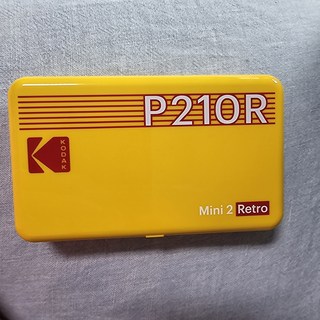 P210R
KODAK
Mini 2 Retro